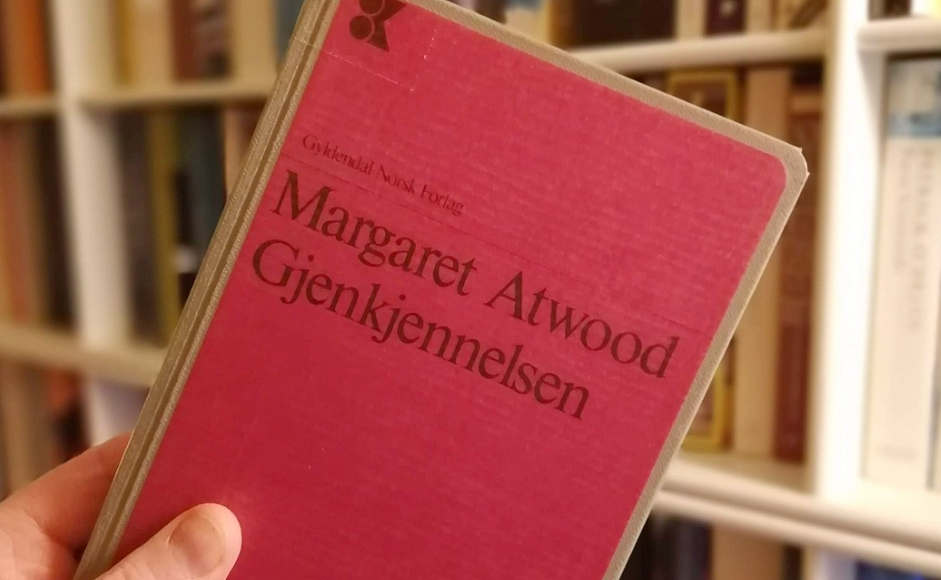 Gyldendal Norsk Forlag
Margaret Atwood
Gjenkjennelsen